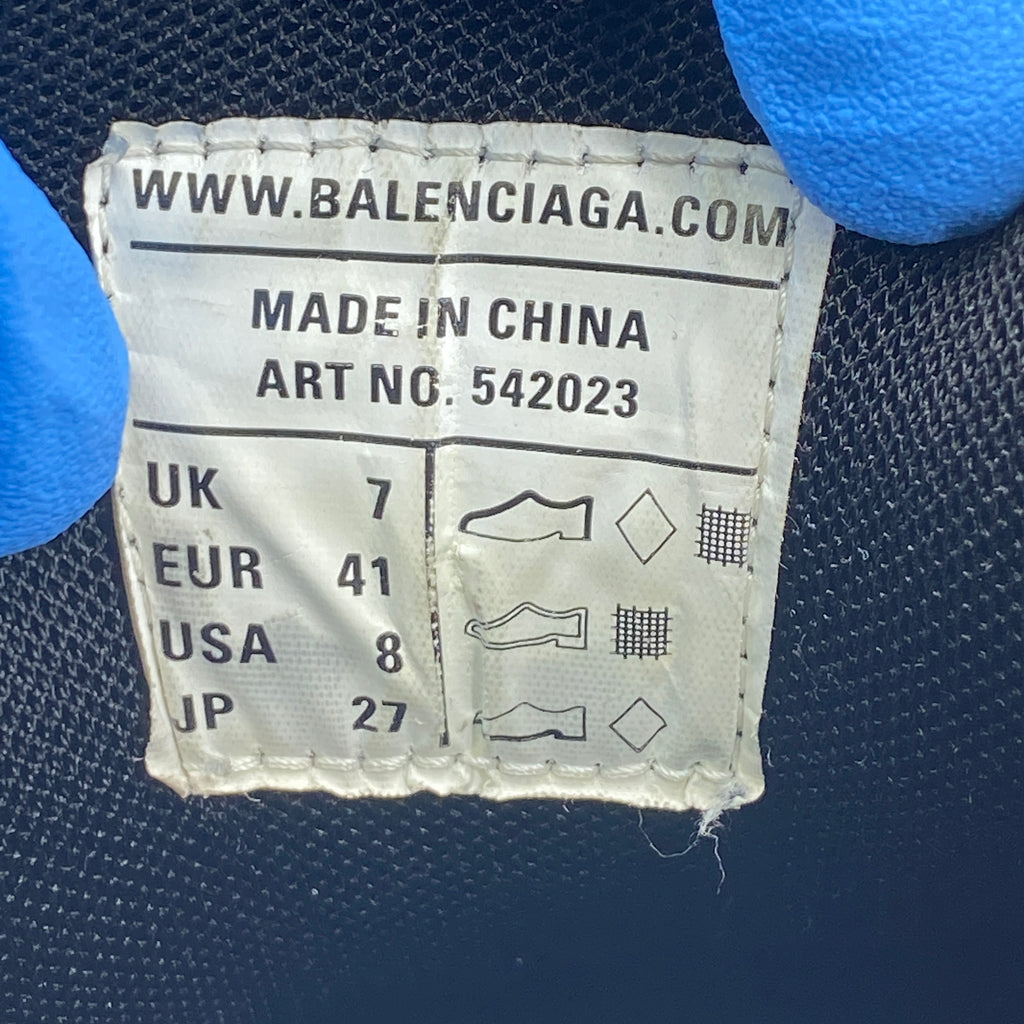 WWW.BALENCIAGA.COM
MADE IN CHINA
ART NO. 542023
UK 7
EUR 41
USA 8
JP 27